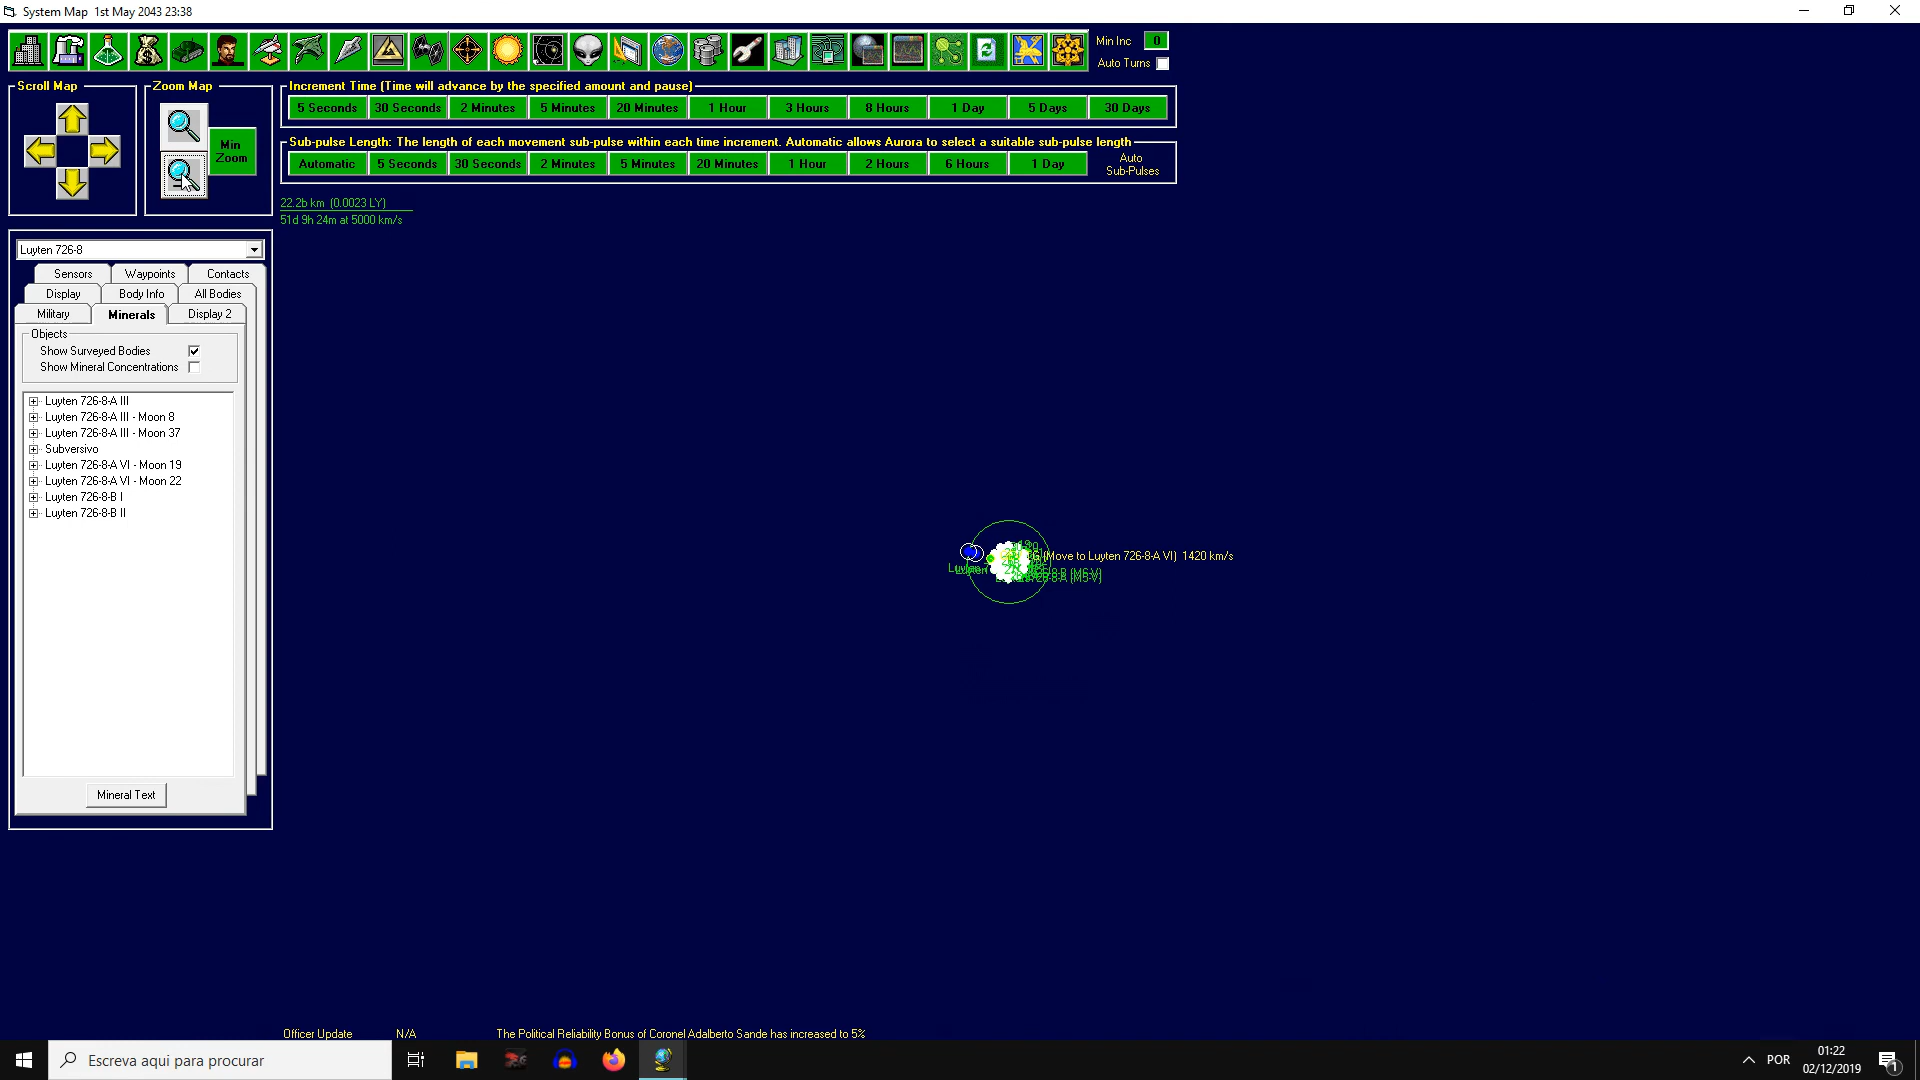 System Map 1st May 2043 23:38
Min Inc 0
Auto Turns
Scroll Map
Zoom Map
Min Zoom
Increment Time (Time will advance by the specified amount and pause)
5 Seconds 30 Seconds 2 Minutes 5 Minutes 20 Minutes 1 Hour 3 Hours 8 Hours 1 Day 5 Days 30 Days
Sub-pulse Length: The length of each movement sub-pulse within each time increment. Automatic allows Aurora to select a suitable sub-pulse length
Automatic 5 Seconds 30 Seconds 2 Minutes 5 Minutes 20 Minutes 1 Hour 2 Hours 6 Hours 1 Day
Auto Sub-Pulses
22.2b km (0.0023 LY)
51d 9h 24m at 5000 km/s
Luyten 726-8
Sensors Waypoints Contacts
Display Body Info All Bodies
Military Minerals Display 2
Objects
Show Surveyed Bodies
Show Mineral Concentrations
Luyten 726-8-A III
Luyten 726-8-A III - Moon 8
Luyten 726-8-A III - Moon 37
Subversivo
Luyten 726-8-A VI - Moon 19
Luyten 726-8-A VI - Moon 22
Luyten 726-8-B I
Luyten 726-8-B II
Mineral Text
(Move to Luyten 726-8-A VI) 1420 km/s
Officer Update N/A The Political Reliability Bonus of Coronel Adalberto Sande has increased to 5%
Escreva aqui para procurar
POR
01:22
02/12/2019
1